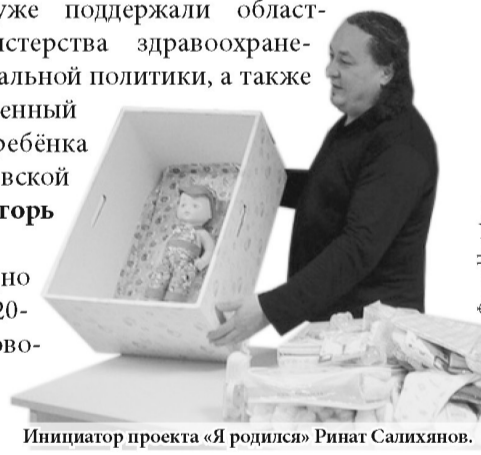 уже поддержали област-
истерства здравоохране-
альной политики, а также
енный
ребёнка
вской
горь
но
20-
ово-
Инициатор проекта «Я родился» Ринат Салихянов.